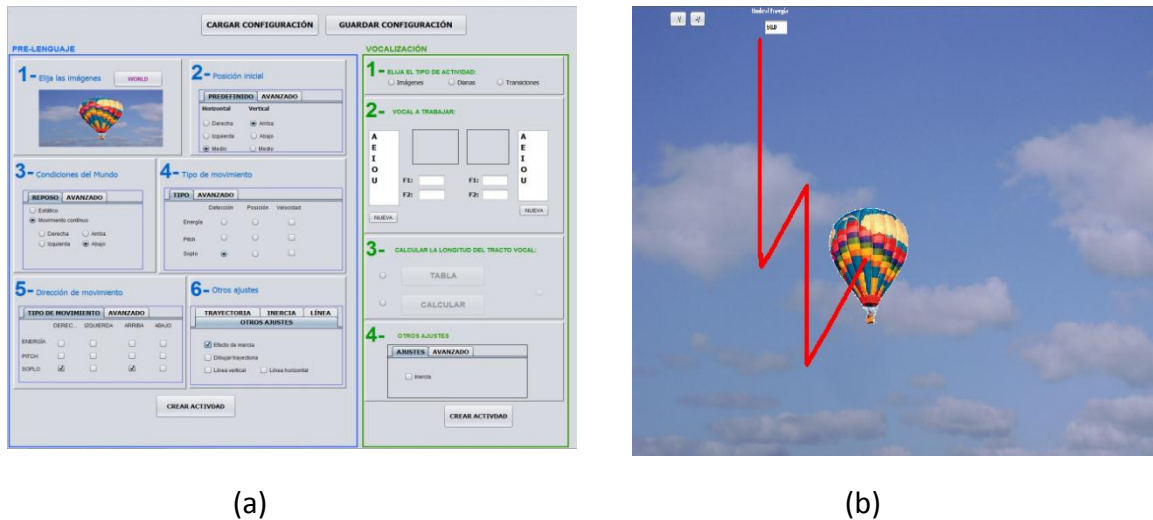 CARGAR CONFIGURACIÓN
GUARDAR CONFIGURACIÓN
PRE-LENGUAJE
1- Elija las imágenes
WORLD
2- Posición inicial
PREDEFINIDO AVANZADO
Horizontal Vertical
Derecha Arriba
Izquierda Abajo
Medio Medio
3- Condiciones del Mundo
REPOSO AVANZADO
Estático
Movimiento continuo
Derecha Arriba
Izquierda Abajo
4- Tipo de movimiento
TIPO AVANZADO
Detección Posición Velocidad
Energía
Pitch
Soplo
5- Dirección de movimiento
TIPO DE MOVIMIENTO AVANZADO
DEREC... IZQUIERDA ARRIBA ABAJO
ENERGÍA
PITCH
SOPLO
6- Otros ajustes
TRAYECTORIA INERCIA LÍNEA
OTROS AJUSTES
Efecto de inercia
Dibujar trayectoria
Línea vertical Línea horizontal
CREAR ACTIVDAD
VOCALIZACIÓN
1- ELIJA EL TIPO DE ACTIVIDAD:
Imágenes Dianas Transiciones
2- VOCAL A TRABAJAR:
A
E
I
O
U
F1:
F2:
NUEVA
F1:
F2:
A
E
I
O
U
NUEVA
3- CALCULAR LA LONGITUD DEL TRACTO VOCAL:
TABLA
CALCULAR
4- OTROS AJUSTES
AJUSTES AVANZADO
Inercia
CREAR ACTIVDAD
Umbral Energía
50.0
(a)
(b)